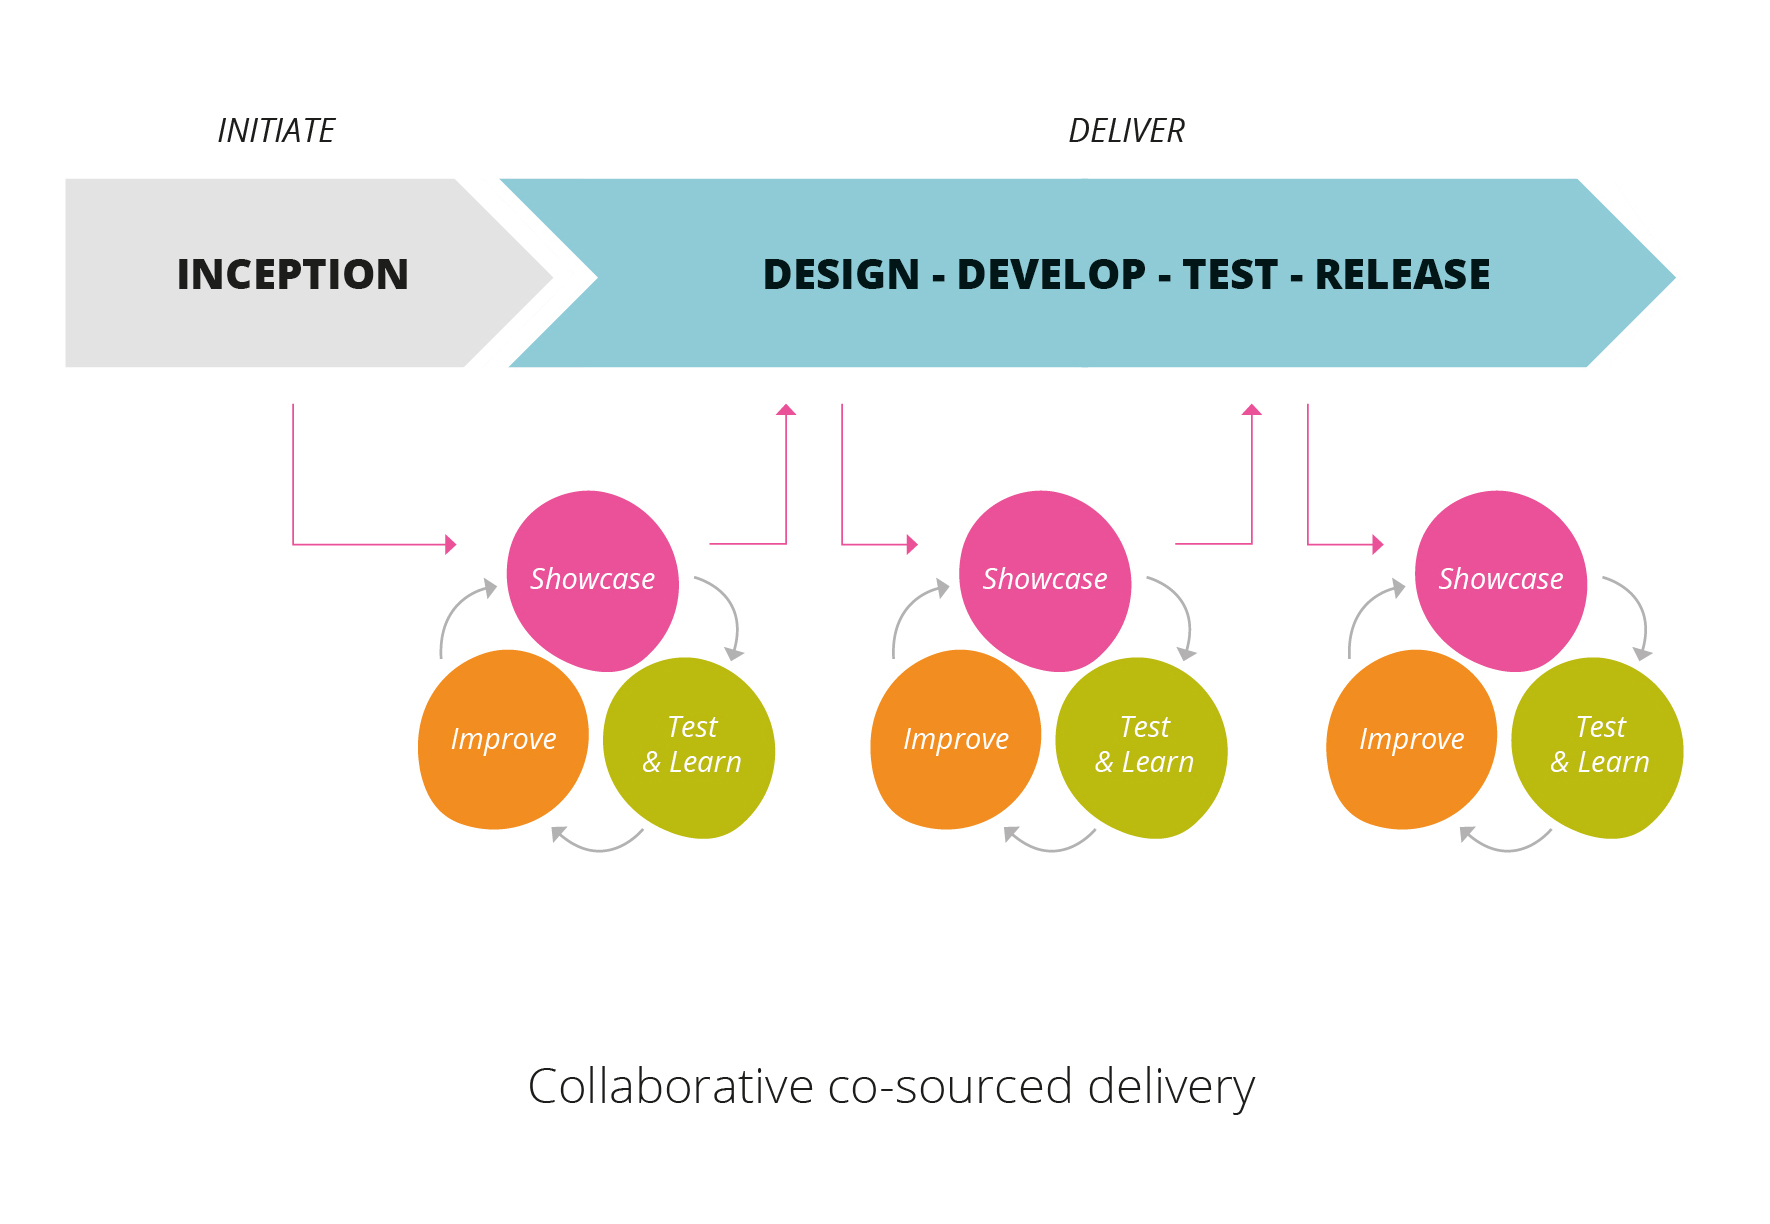 INITIATE
DELIVER
INCEPTION
DESIGN - DEVELOP - TEST - RELEASE
Showcase
Improve
Test
& Learn
Showcase
Improve
Test
& Learn
Showcase
Improve
Test
& Learn
Collaborative co-sourced delivery